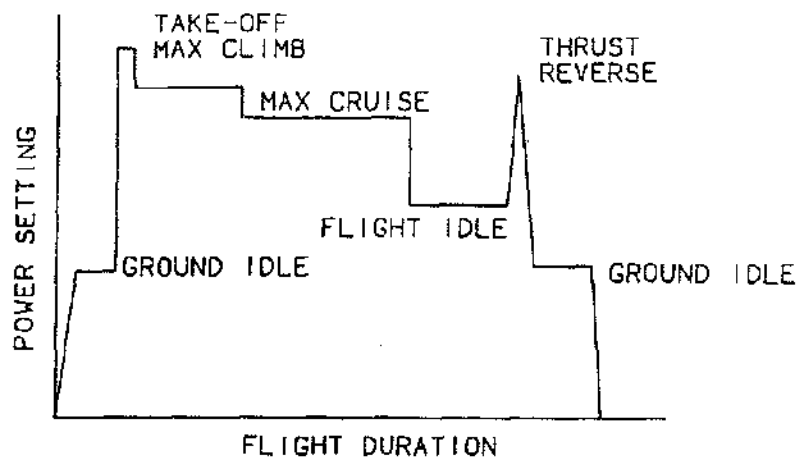 TAKE-OFF
MAX CLIMB
THRUST
REVERSE
MAX CRUISE
FLIGHT IDLE
GROUND IDLE
GROUND IDLE
POWER SETTING
FLIGHT DURATION